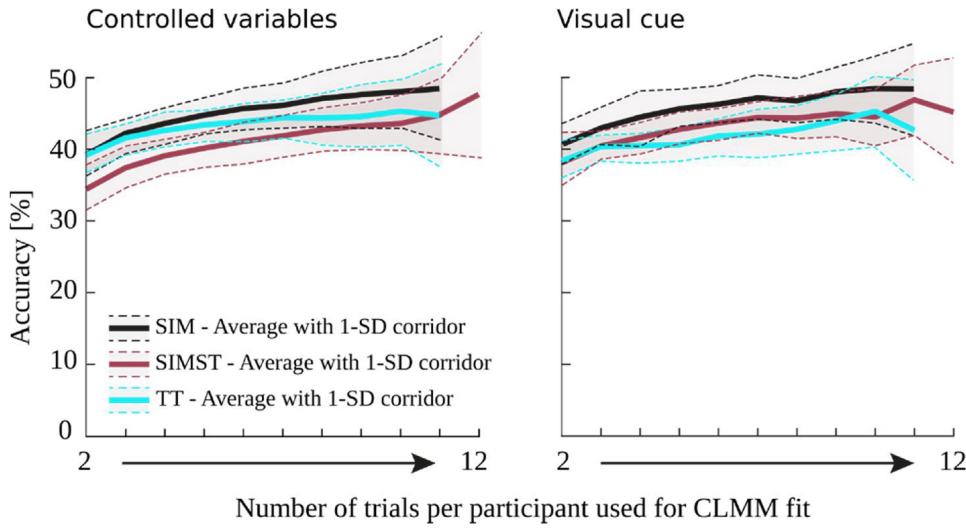 Controlled variables
Visual cue
Accuracy [%]
50
40
30
20
10
0
SIM - Average with 1-SD corridor
SIMST - Average with 1-SD corridor
TT - Average with 1-SD corridor
2
12
2
12
Number of trials per participant used for CLMM fit